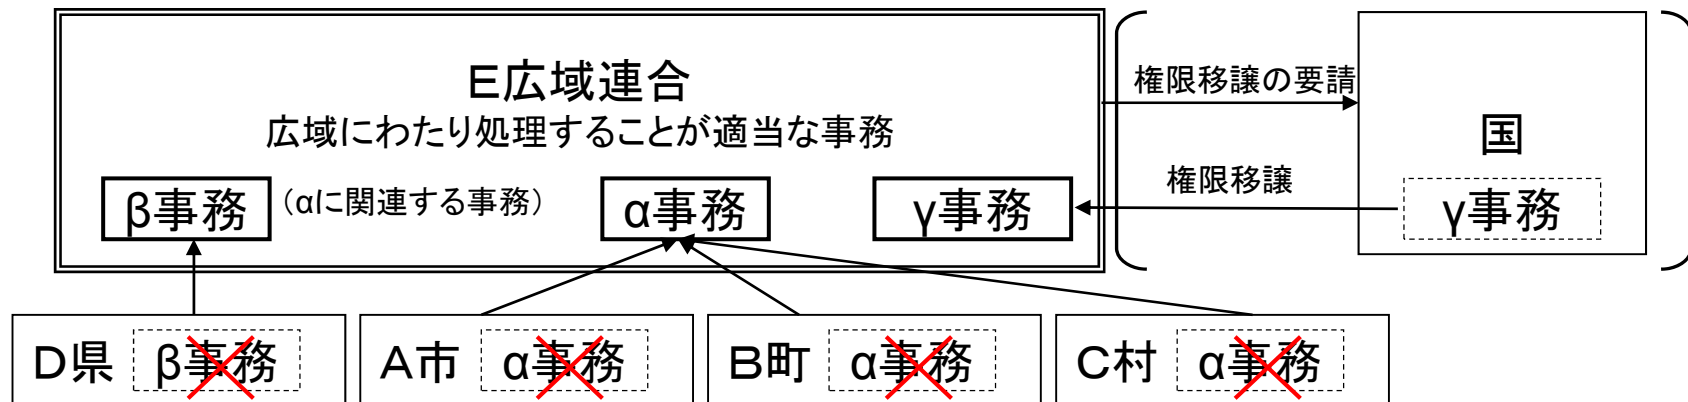 E広域連合
広域にわたり処理することが適当な事務
β事務
（αに関連する事務）
α事務
γ事務
権限移譲の要請
権限移譲
国
γ事務
D県 β事務
A市 α事務
B町 α事務
C村 α事務